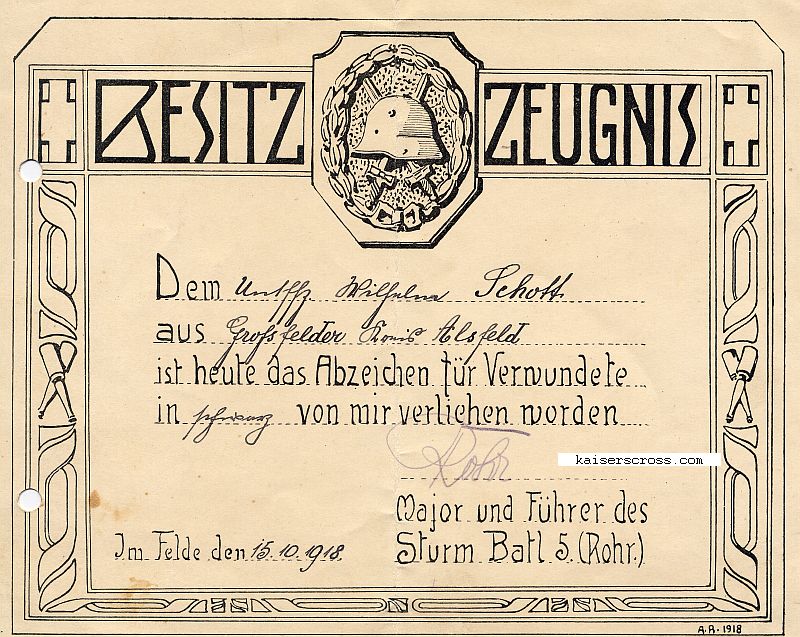 BESITZ ZEUGNIS
Dem Untffz. Wilhelm Schott
aus Großfelder Kreis Alsfeld
ist heute das Abzeichen für Verwundete
in schwarz von mir verliehen worden
Rohr
kaiserscross.com
Major und Führer des
Im Felde den 15.10.1918 Sturm Batl 5. (Rohr.)
A.R. 1918